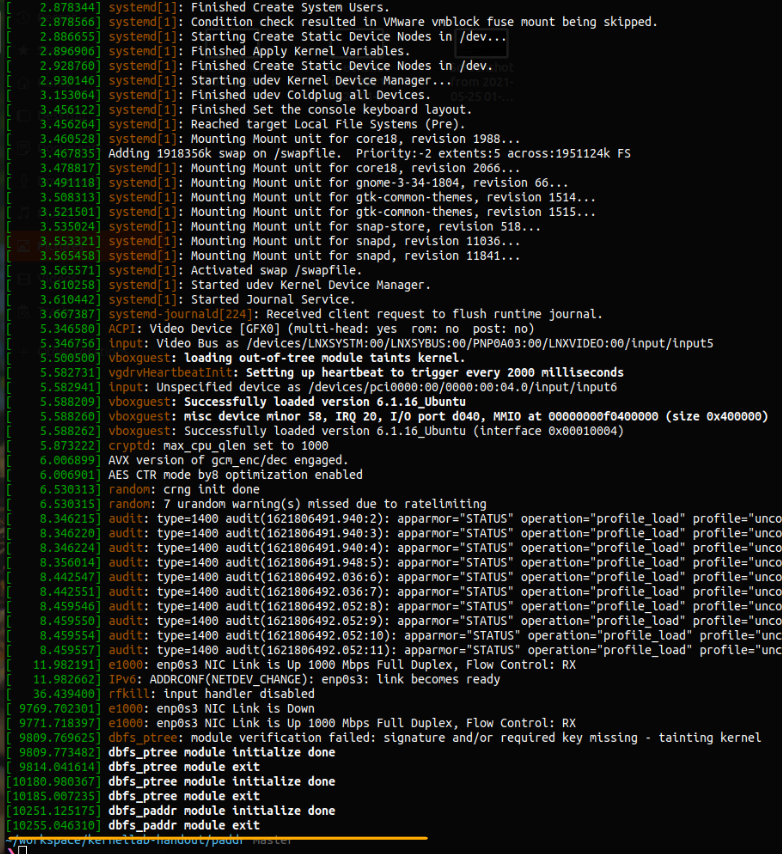 [    2.878344] systemd[1]: Finished Create System Users.
[    2.878566] systemd[1]: Condition check resulted in VMware vmblock fuse mount being skipped.
[    2.886655] systemd[1]: Starting Create Static Device Nodes in /dev...
[    2.896906] systemd[1]: Finished Apply Kernel Variables.
[    2.928760] systemd[1]: Finished Create Static Device Nodes in /dev.
[    2.930146] systemd[1]: Starting udev Kernel Device Manager...
[    3.153064] systemd[1]: Finished udev Coldplug all Devices.
[    3.456122] systemd[1]: Finished Set the console keyboard layout.
[    3.456264] systemd[1]: Reached target Local File Systems (Pre).
[    3.460528] systemd[1]: Mounting Mount unit for core18, revision 1988...
[    3.467835] Adding 1918356k swap on /swapfile.  Priority:-2 extents:5 across:1951124k FS
[    3.478817] systemd[1]: Mounting Mount unit for core18, revision 2066...
[    3.491118] systemd[1]: Mounting Mount unit for gnome-3-34-1804, revision 66...
[    3.508313] systemd[1]: Mounting Mount unit for gtk-common-themes, revision 1514...
[    3.521501] systemd[1]: Mounting Mount unit for gtk-common-themes, revision 1515...
[    3.535024] systemd[1]: Mounting Mount unit for snap-store, revision 518...
[    3.553321] systemd[1]: Mounting Mount unit for snapd, revision 11036...
[    3.565458] systemd[1]: Mounting Mount unit for snapd, revision 11841...
[    3.565571] systemd[1]: Activated swap /swapfile.
[    3.610258] systemd[1]: Started udev Kernel Device Manager.
[    3.610442] systemd[1]: Started Journal Service.
[    3.667387] systemd-journald[224]: Received client request to flush runtime journal.
[    5.346580] ACPI: Video Device [GFX0] (multi-head: yes  rom: no  post: no)
[    5.346756] input: Video Bus as /devices/LNXSYSTM:00/LNXSYBUS:00/PNP0A03:00/LNXVIDEO:00/input/input5
[    5.500500] vboxguest: loading out-of-tree module taints kernel.
[    5.582731] vgdrvHeartbeatInit: Setting up heartbeat to trigger every 2000 milliseconds
[    5.582941] input: Unspecified device as /devices/pci0000:00/0000:00:04.0/input/input6
[    5.588209] vboxguest: Successfully loaded version 6.1.16_Ubuntu
[    5.588260] vboxguest: misc device minor 58, IRQ 20, I/O port d040, MMIO at 00000000f0400000 (size 0x400000)
[    5.588262] vboxguest: Successfully loaded version 6.1.16_Ubuntu (interface 0x00010004)
[    5.873222] cryptd: max_cpu_qlen set to 1000
[    6.006899] AVX version of gcm_enc/dec engaged.
[    6.006901] AES CTR mode by8 optimization enabled
[    6.530313] random: crng init done
[    6.530315] random: 7 urandom warning(s) missed due to ratelimiting
[    8.346215] audit: type=1400 audit(1621806491.940:2): apparmor="STATUS" operation="profile_load" profile="unco
[    8.346220] audit: type=1400 audit(1621806491.940:3): apparmor="STATUS" operation="profile_load" profile="unco
[    8.346224] audit: type=1400 audit(1621806491.940:4): apparmor="STATUS" operation="profile_load" profile="unco
[    8.356014] audit: type=1400 audit(1621806491.948:5): apparmor="STATUS" operation="profile_load" profile="unco
[    8.442547] audit: type=1400 audit(1621806492.036:6): apparmor="STATUS" operation="profile_load" profile="unco
[    8.442551] audit: type=1400 audit(1621806492.036:7): apparmor="STATUS" operation="profile_load" profile="unco
[    8.459546] audit: type=1400 audit(1621806492.052:8): apparmor="STATUS" operation="profile_load" profile="unco
[    8.459550] audit: type=1400 audit(1621806492.052:9): apparmor="STATUS" operation="profile_load" profile="unco
[    8.459554] audit: type=1400 audit(1621806492.052:10): apparmor="STATUS" operation="profile_load" profile="unc
[    8.459557] audit: type=1400 audit(1621806492.052:11): apparmor="STATUS" operation="profile_load" profile="unc
[   11.982191] e1000: enp0s3 NIC Link is Up 1000 Mbps Full Duplex, Flow Control: RX
[   11.982662] IPv6: ADDRCONF(NETDEV_CHANGE): enp0s3: link becomes ready
[   36.439400] rfkill: input handler disabled
[ 9769.702301] e1000: enp0s3 NIC Link is Down
[ 9771.718397] e1000: enp0s3 NIC Link is Up 1000 Mbps Full Duplex, Flow Control: RX
[ 9809.769625] dbfs_ptree: module verification failed: signature and/or required key missing - tainting kernel
[ 9809.773482] dbfs_ptree module initialize done
[ 9814.041614] dbfs_ptree module exit
[10180.980367] dbfs_ptree module initialize done
[10185.007235] dbfs_ptree module exit
[10251.125175] dbfs_paddr module initialize done
[10255.046310] dbfs_paddr module exit
~/workspace/kernellab-handout/paddr master
❯